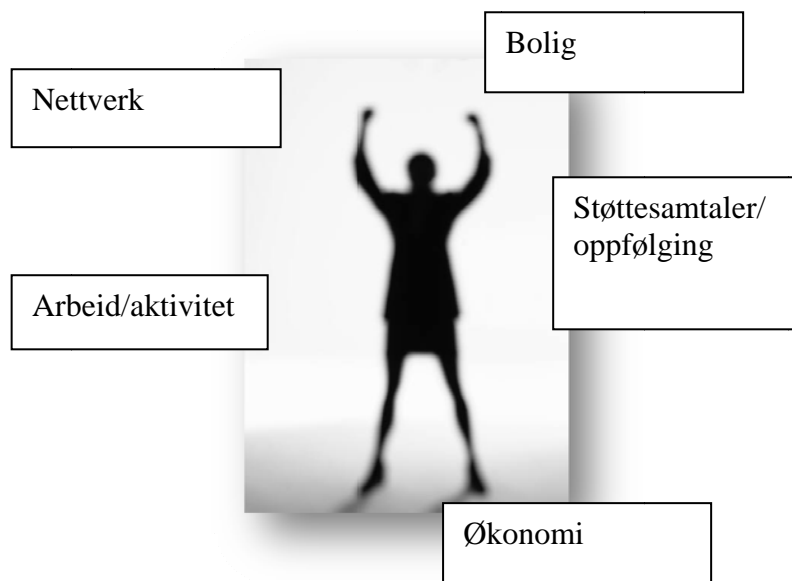 Bolig
Nettverk
Støttesamtaler/
oppfølging
Arbeid/aktivitet
Økonomi